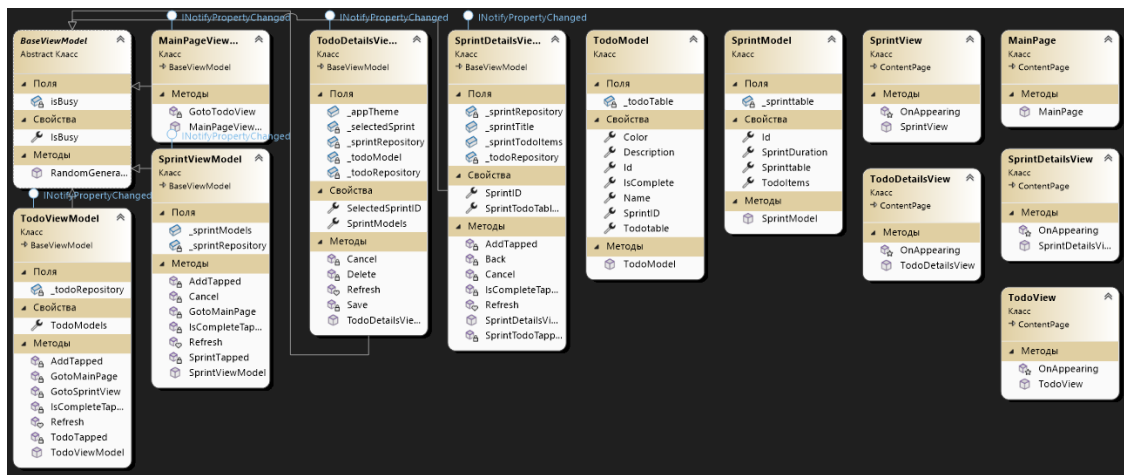 INotifyPropertyChanged
INotifyPropertyChanged
INotifyPropertyChanged
BaseViewModel
Abstract Класс
Поля
isBusy
Свойства
IsBusy
Методы
RandomGenera...
MainPageView...
Класс
BaseViewModel
Методы
GotoTodoView
MainPageView...
INotifyPropertyChanged
SprintViewModel
Класс
BaseViewModel
Поля
_sprintModels
_sprintRepository
Методы
AddTapped
Cancel
GotoMainPage
IsCompleteTap...
Refresh
SprintTapped
SprintViewModel
INotifyPropertyChanged
TodoViewModel
Класс
BaseViewModel
Поля
_todoRepository
Свойства
TodoModels
Методы
AddTapped
GotoMainPage
GotoSprintView
IsCompleteTap...
Refresh
TodoTapped
TodoViewModel
TodoDetailsVie...
Класс
BaseViewModel
Поля
_appTheme
_selectedSprint
_sprintRepository
_todoModel
_todoRepository
Свойства
SelectedSprintID
SprintModels
Методы
Cancel
Delete
Refresh
Save
TodoDetailsVie...
SprintDetailsVi...
Класс
BaseViewModel
Поля
_sprintRepository
_sprintTitle
_sprintTodoItems
_todoRepository
Свойства
SprintID
SprintTodoTabl...
Методы
AddTapped
Back
Cancel
IsCompleteTap...
Refresh
SprintDetailsVi...
SprintTodoTapp...
TodoModel
Класс
Поля
_todoTable
Свойства
Color
Description
Id
IsComplete
Name
SprintID
Todotable
Методы
TodoModel
SprintModel
Класс
Поля
_sprinttable
Свойства
Id
SprintDuration
Sprinttable
TodoItems
Методы
SprintModel
SprintView
Класс
ContentPage
Методы
OnAppearing
SprintView
TodoDetailsView
Класс
ContentPage
Методы
OnAppearing
TodoDetailsView
MainPage
Класс
ContentPage
Методы
MainPage
SprintDetailsView
Класс
ContentPage
Методы
OnAppearing
SprintDetailsVi...
TodoView
Класс
ContentPage
Методы
OnAppearing
TodoView